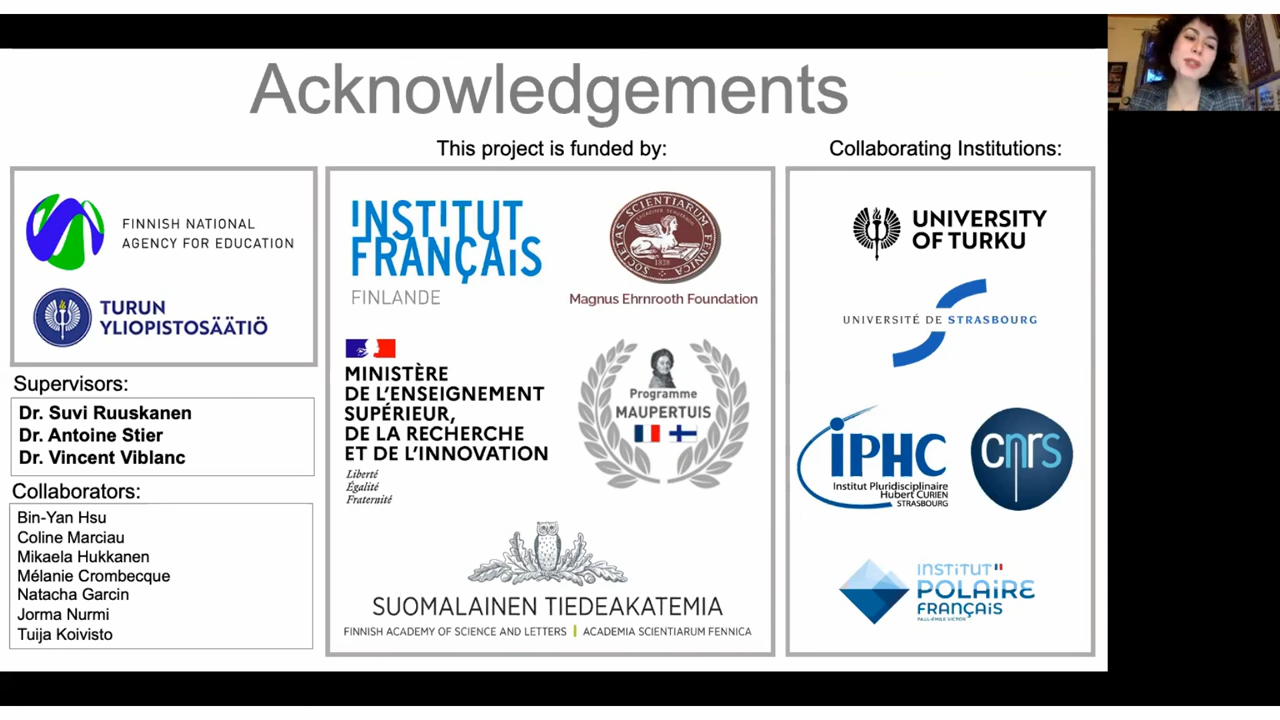 Acknowledgements
This project is funded by:
Collaborating Institutions:
FINNISH NATIONAL
AGENCY FOR EDUCATION
TURUN
YLIOPISTOSÄÄTIÖ
Supervisors:
Dr. Suvi Ruuskanen
Dr. Antoine Stier
Dr. Vincent Viblanc
Collaborators:
Bin-Yan Hsu
Coline Marciau
Mikaela Hukkanen
Mélanie Crombecque
Natacha Garcin
Jorma Nurmi
Tuija Koivisto
INSTITUT
FRANÇAIS
FINLANDE
SOCIETAS SCIENTIARUM FENNICA
1838
Magnus Ehrnrooth Foundation
MINISTÈRE
DE L'ENSEIGNEMENT
SUPÉRIEUR,
DE LA RECHERCHE
ET DE L'INNOVATION
Liberté
Égalité
Fraternité
Programme
MAUPERTUIS
SUOMALAINEN TIEDEAKATEMIA
FINNISH ACADEMY OF SCIENCE AND LETTERS | ACADEMIA SCIENTIARUM FENNICA
UNIVERSITY
OF TURKU
UNIVERSITÉ DE STRASBOURG
iPHC
Institut Pluridisciplinaire
Hubert CURIEN
STRASBOURG
cnrs
INSTITUT
POLAIRE
FRANÇAIS
PAUL-ÉMILE VICTOR